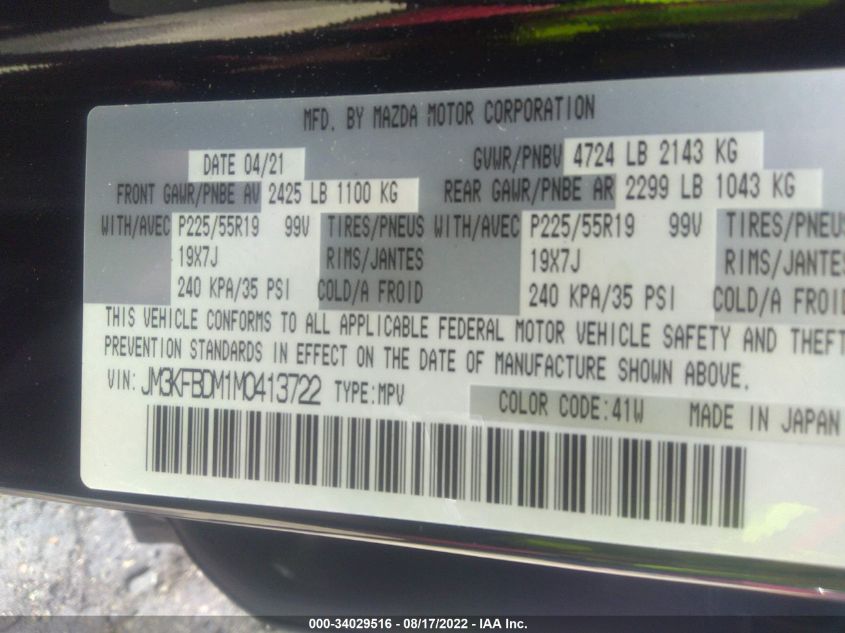 MFD. BY MAZDA MOTOR CORPORATION
DATE 04/21 GVWR/PNBV 4724 LB 2143 KG
FRONT GAWR/PNBE AV 2425 LB 1100 KG REAR GAWR/PNBE AR 2299 LB 1043 KG
WITH/AVEC P225/55R19 99V TIRES/PNEUS WITH/AVEC P225/55R19 99V TIRES/PNEUS
19X7J RIMS/JANTES 19X7J RIMS/JANTES
240 KPA/35 PSI COLD/A FROID 240 KPA/35 PSI COLD/A FROID
THIS VEHICLE CONFORMS TO ALL APPLICABLE FEDERAL MOTOR VEHICLE SAFETY AND THEFT
PREVENTION STANDARDS IN EFFECT ON THE DATE OF MANUFACTURE SHOWN ABOVE.
VIN: JM3KFBDM1M0413722 TYPE:MPV
COLOR CODE:41W MADE IN JAPAN
000-34029516 - 08/17/2022 - IAA Inc.